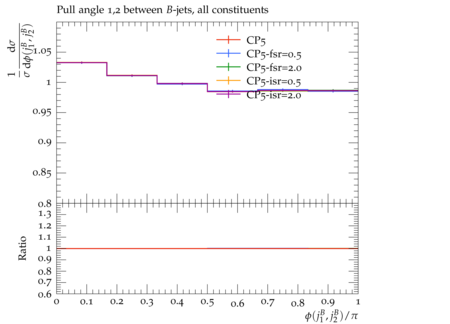 Pull angle 1,2 between B-jets, all constituents
1/σ dσ/dϕ(j₁ᴮ, j₂ᴮ)
CP5
CP5-fsr=0.5
CP5-fsr=2.0
CP5-isr=0.5
CP5-isr=2.0
1.05
1
0.95
0.9
0.85
0.8
Ratio
1.3
1.2
1.1
1
0.9
0.8
0.7
0.6
0 0.1 0.2 0.3 0.4 0.5 0.6 0.7 0.8 0.9 1
ϕ(j₁ᴮ, j₂ᴮ)/π